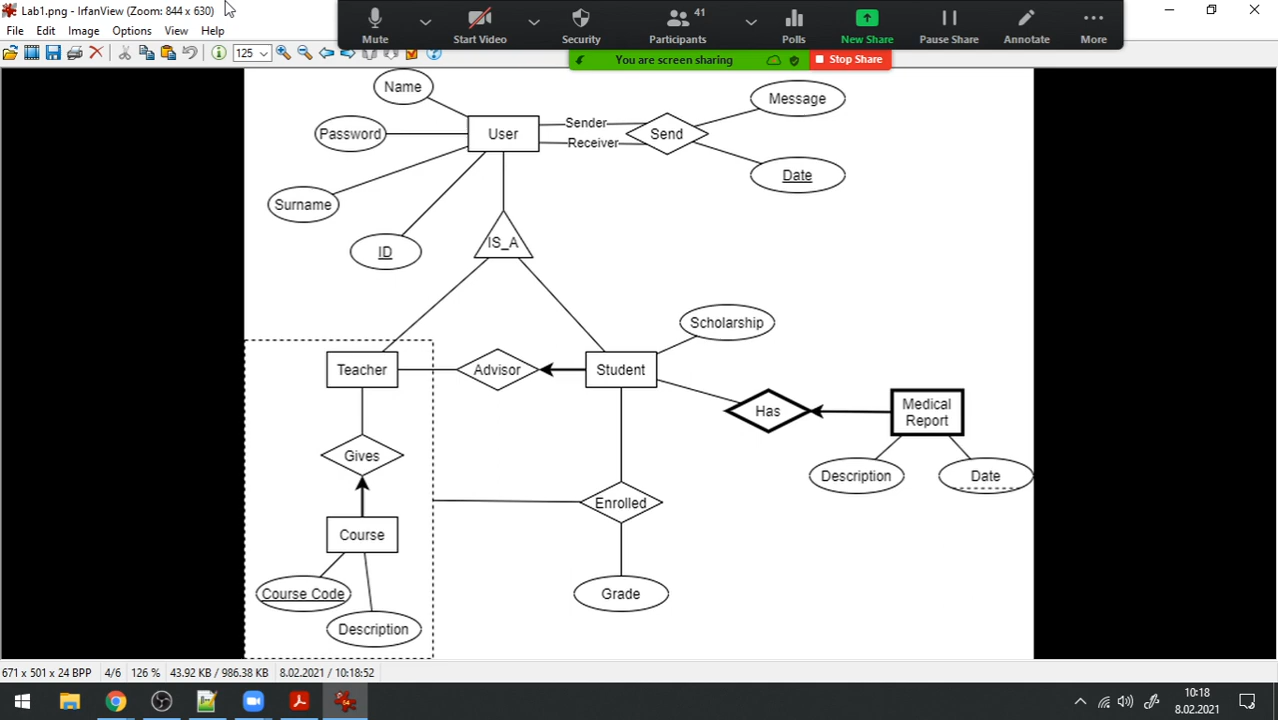 Lab1.png - IrfanView (Zoom: 844 x 630)
File Edit Image Options View Help
125
Mute
Start Video
Security
41
Participants
Polls
New Share
Pause Share
Annotate
More
You are screen sharing
Stop Share
Name
Message
Password
User
Sender
Receiver
Send
Date
Surname
ID
IS_A
Scholarship
Teacher
Advisor
Student
Has
Medical
Report
Gives
Description
Date
Enrolled
Course
Course Code
Grade
Description
671 x 501 x 24 BPP 4/6 126 % 43.92 KB / 986.38 KB 8.02.2021 / 10:18:52
10:18
8.02.2021